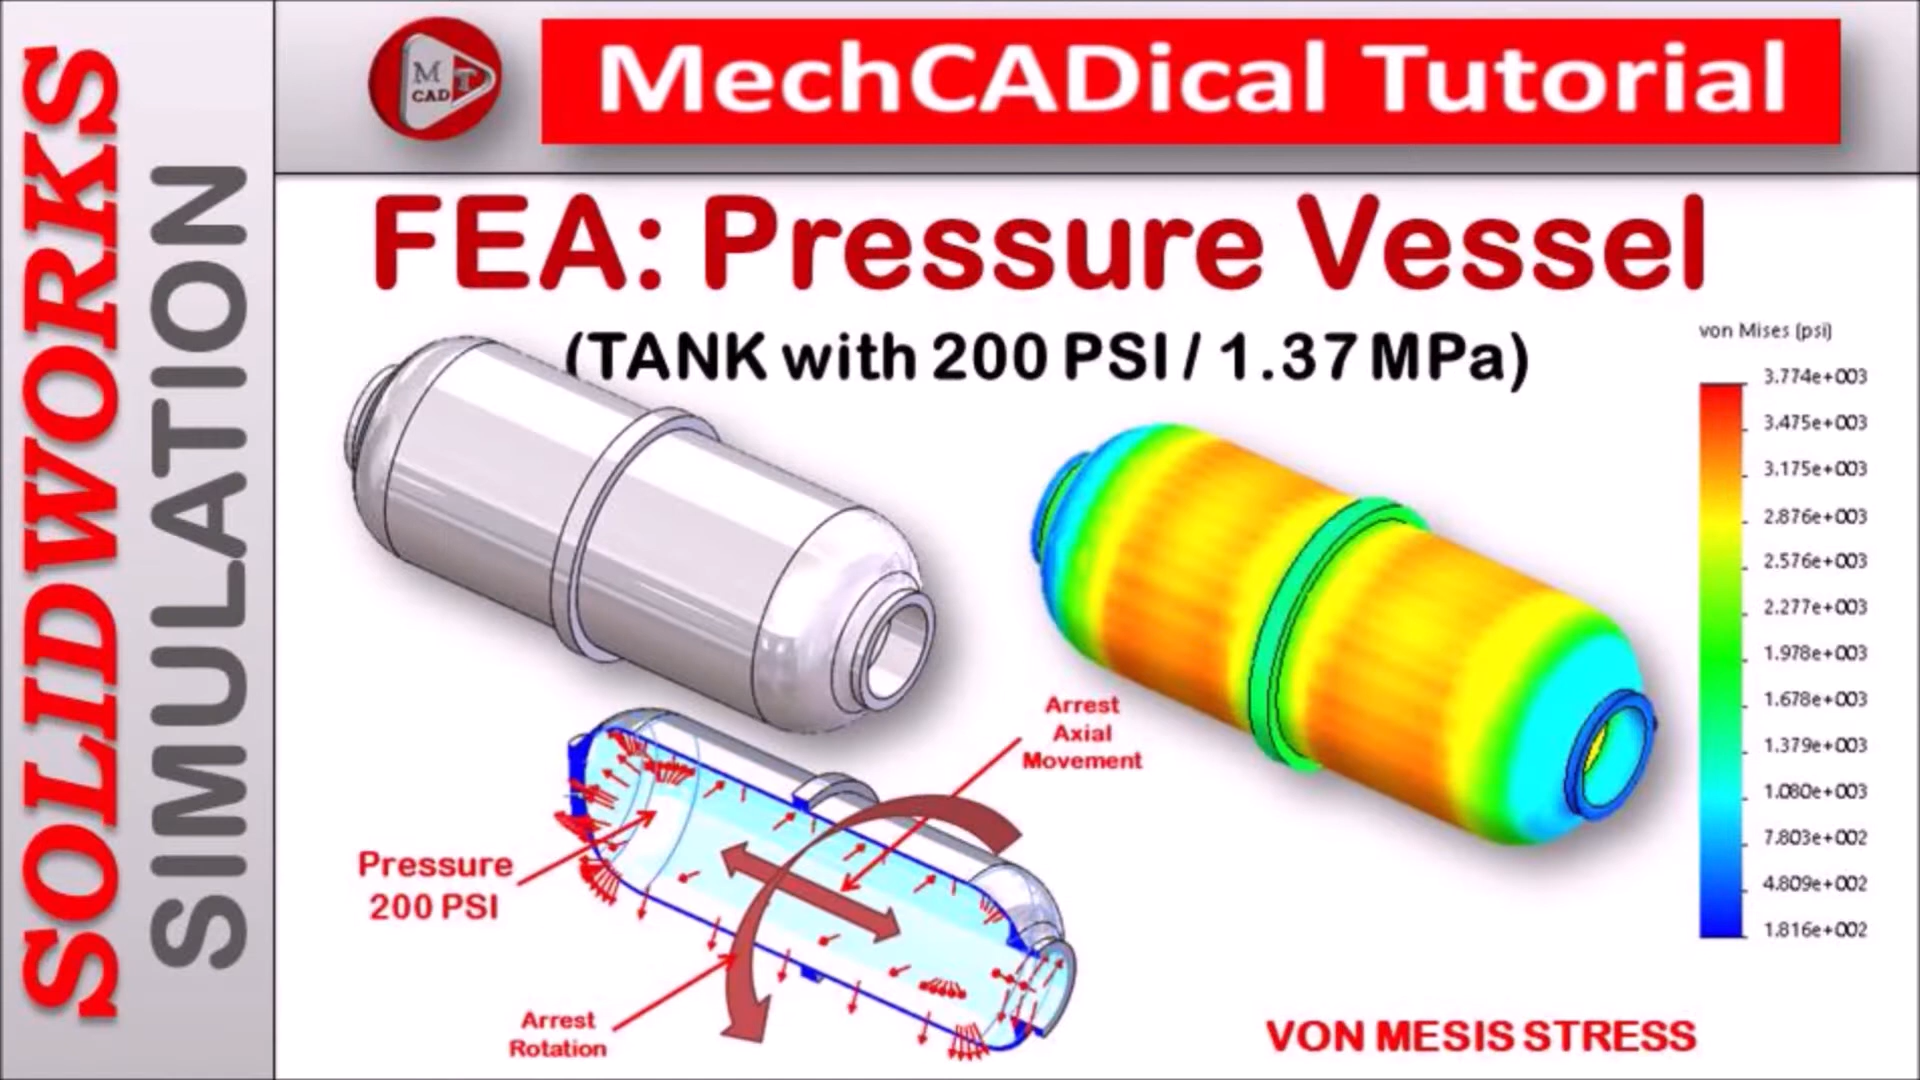 SOLIDWORKS
SIMULATION
M T
CAD
MechCADical Tutorial
FEA: Pressure Vessel
(TANK with 200 PSI / 1.37 MPa)
von Mises (psi)
3.774e+003
3.475e+003
3.175e+003
2.876e+003
2.576e+003
2.277e+003
1.978e+003
1.678e+003
1.379e+003
1.080e+003
7.803e+002
4.809e+002
1.816e+002
Arrest
Axial
Movement
Pressure
200 PSI
Arrest
Rotation
VON MESIS STRESS